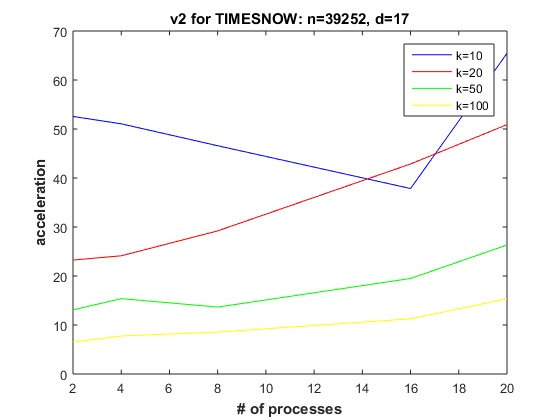 v2 for TIMESNOW: n=39252, d=17
70
60
50
40
30
20
10
0
acceleration
k=10
k=20
k=50
k=100
2 4 6 8 10 12 14 16 18 20
# of processes